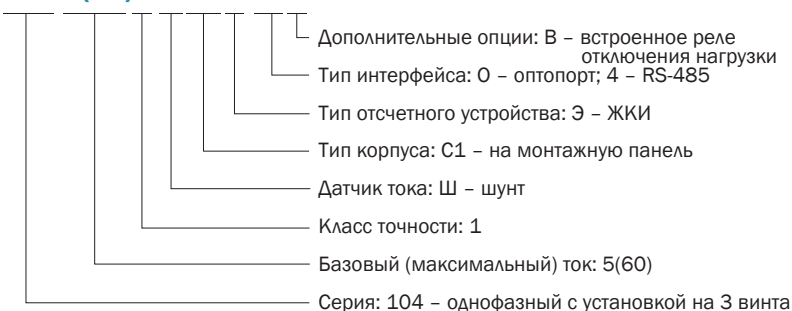 Дополнительные опции: В – встроенное реле
отключения нагрузки
Тип интерфейса: О – оптопорт; 4 – RS-485
Тип отсчетного устройства: Э – ЖКИ
Тип корпуса: С1 – на монтажную панель
Датчик тока: Ш – шунт
Класс точности: 1
Базовый (максимальный) ток: 5(60)
Серия: 104 – однофазный с установкой на 3 винта